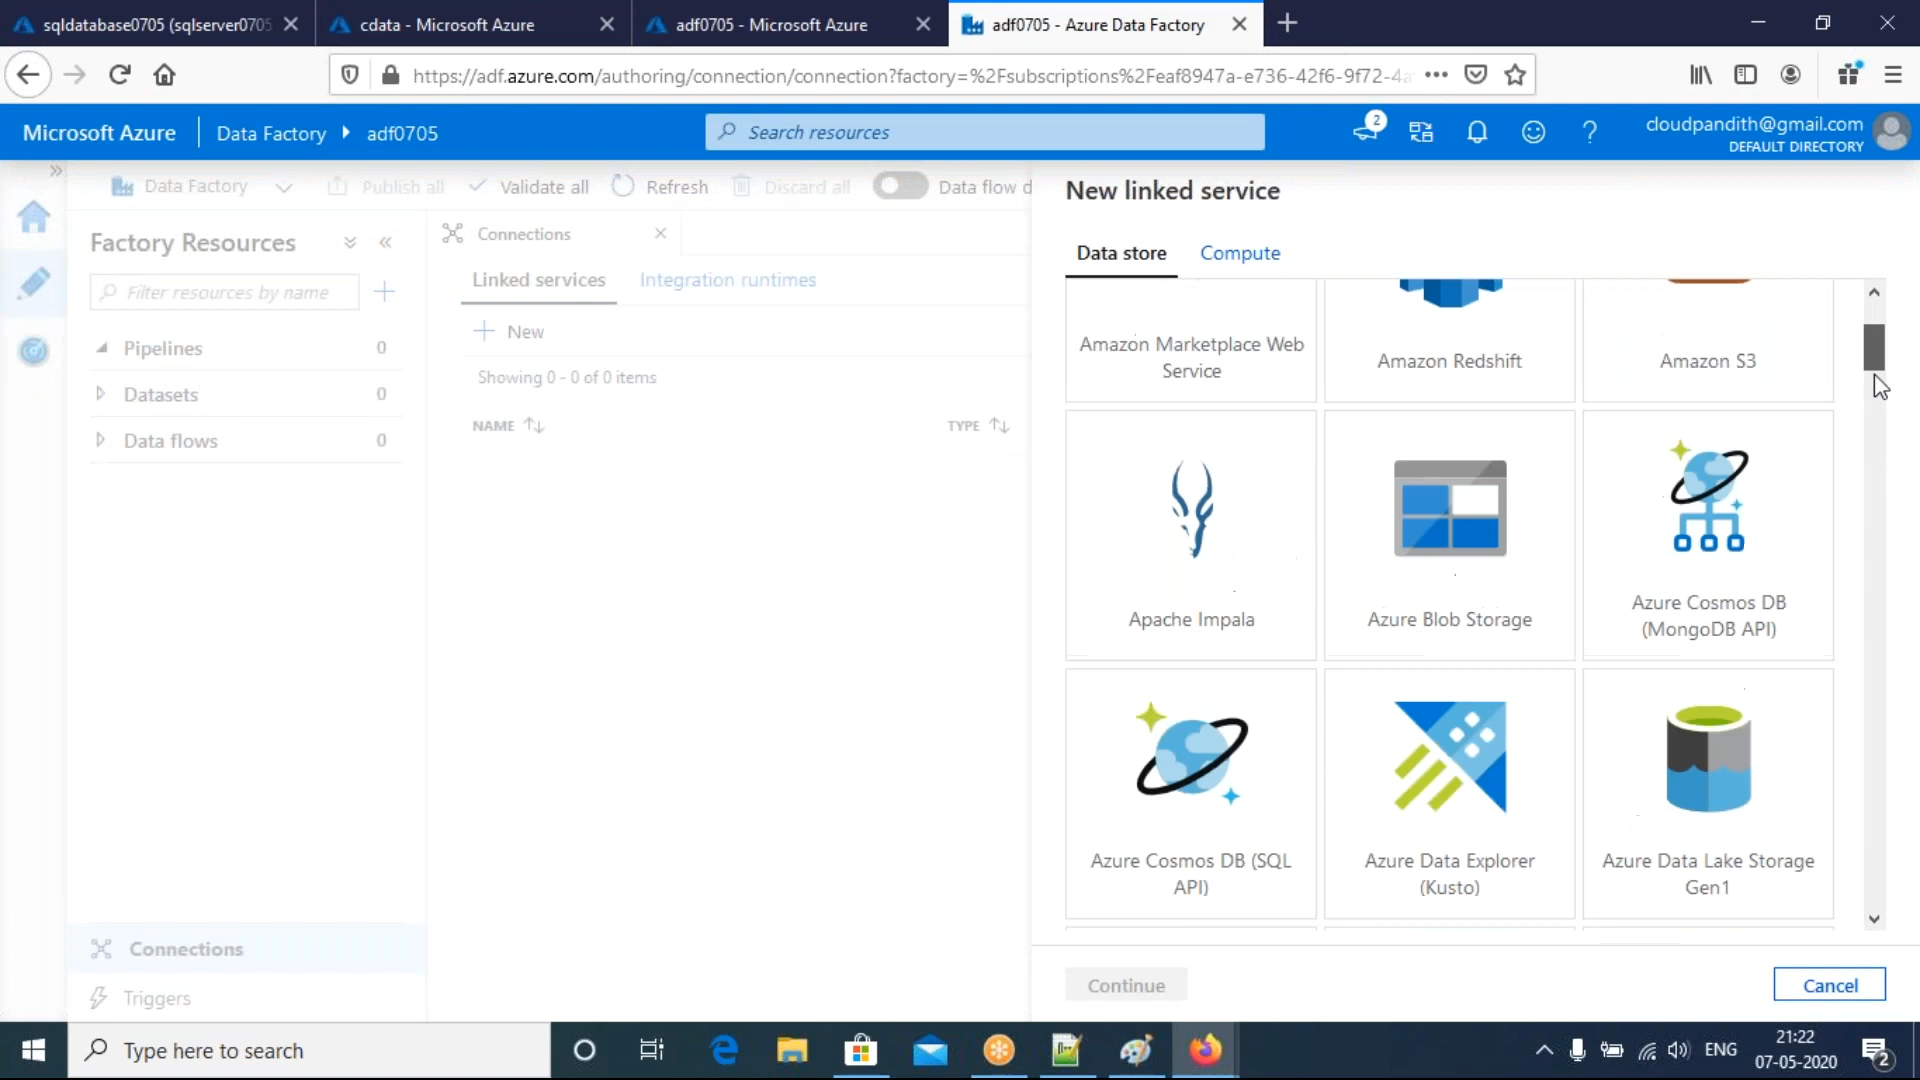 sqldatabase0705 (sqlserver0705
cdata - Microsoft Azure
adf0705 - Microsoft Azure
adf0705 - Azure Data Factory
https://adf.azure.com/authoring/connection/connection?factory=%2Fsubscriptions%2Feaf8947a-e736-42f6-9f72-4a
Microsoft Azure
Data Factory
adf0705
Search resources
2
cloudpandith@gmail.com
DEFAULT DIRECTORY
Data Factory
Publish all
Validate all
Refresh
Discard all
Data flow d
New linked service
Factory Resources
Connections
Data store
Compute
Filter resources by name
Linked services
Integration runtimes
New
Pipelines 0
Datasets 0
Data flows 0
Showing 0 - 0 of 0 items
NAME
TYPE
Amazon Marketplace Web
Service
Amazon Redshift
Amazon S3
Apache Impala
Azure Blob Storage
Azure Cosmos DB
(MongoDB API)
Azure Cosmos DB (SQL
API)
Azure Data Explorer
(Kusto)
Azure Data Lake Storage
Gen1
Connections
Triggers
Continue
Cancel
Type here to search
ENG
21:22
07-05-2020
2